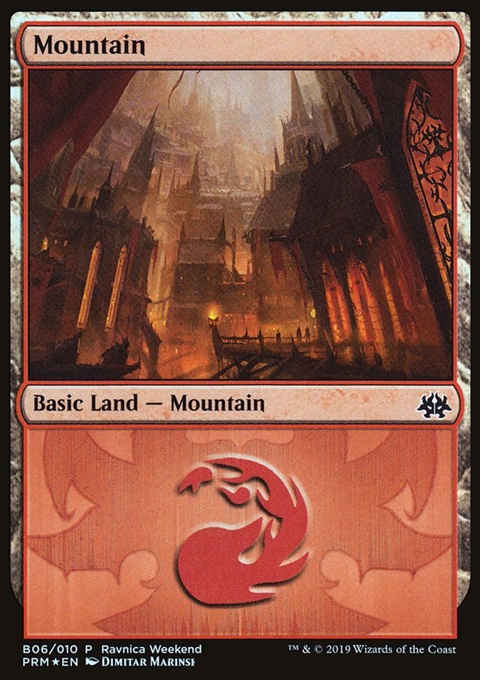 Mountain
Basic Land — Mountain
B06/010 P Ravnica Weekend
PRM★EN Dimitar Marinski
™ & © 2019 Wizards of the Coast